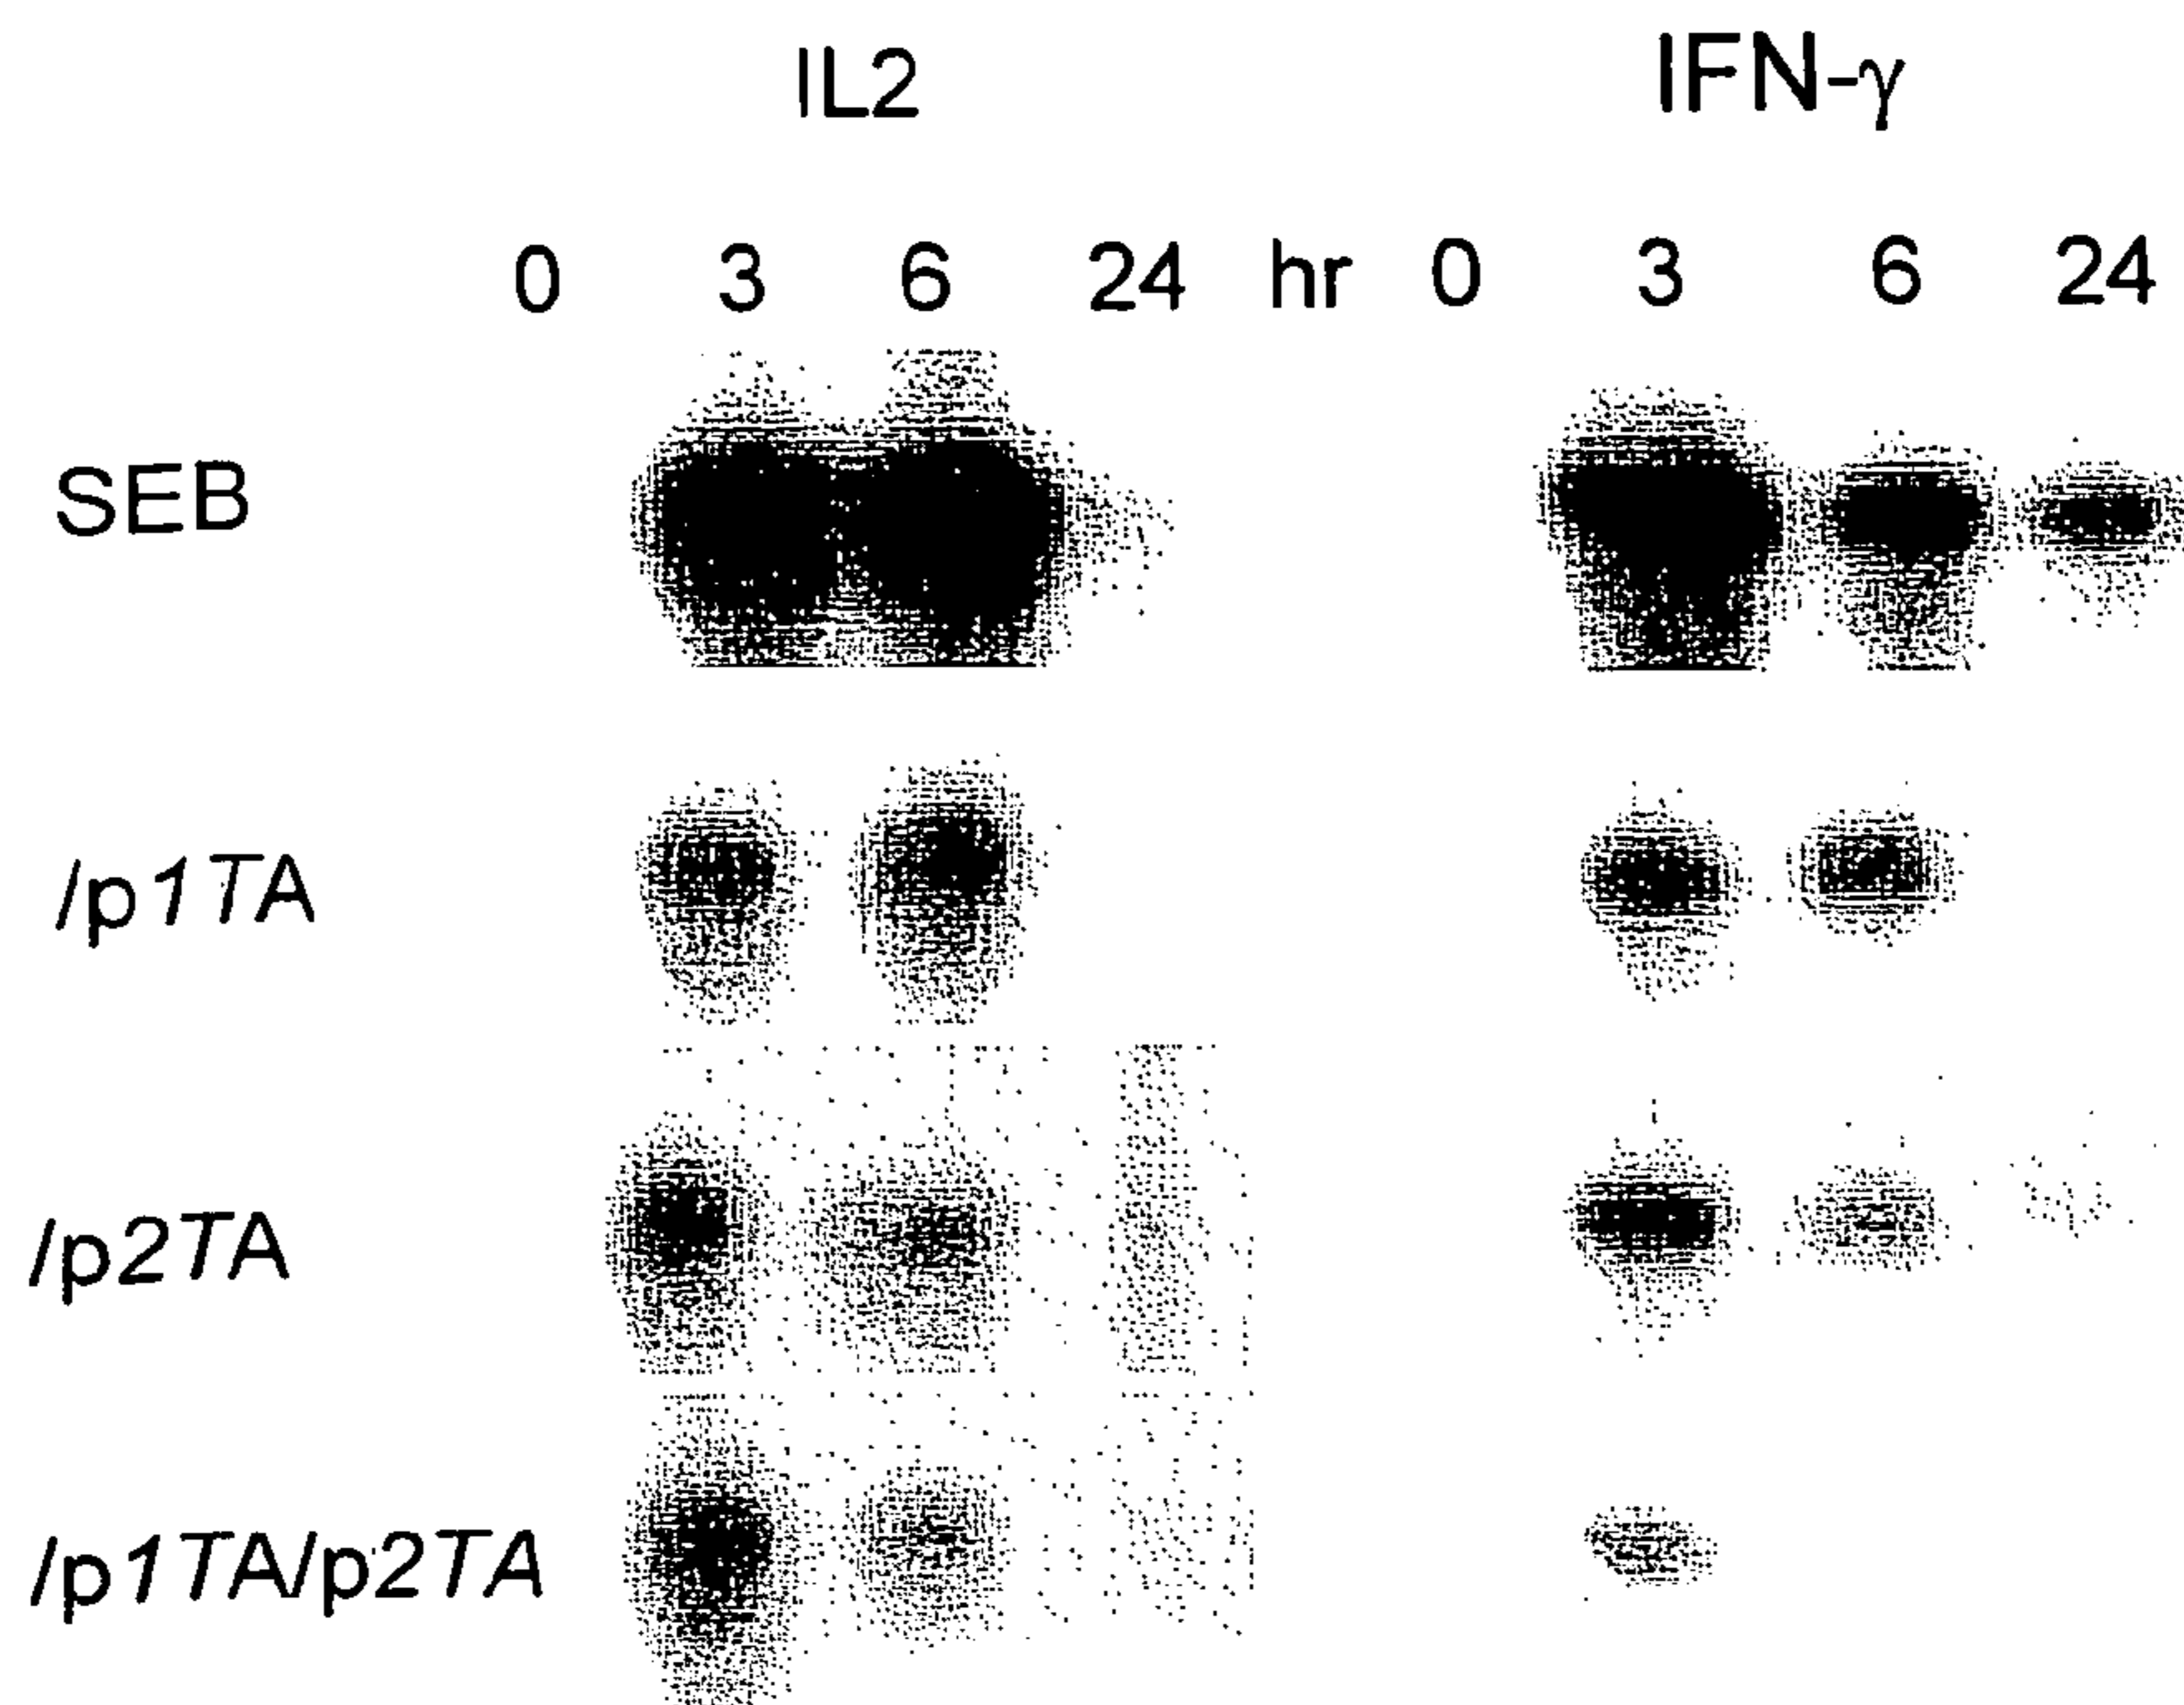 IL2 IFN-γ
0 3 6 24 hr 0 3 6 24
SEB
/p1TA
/p2TA
/p1TA/p2TA